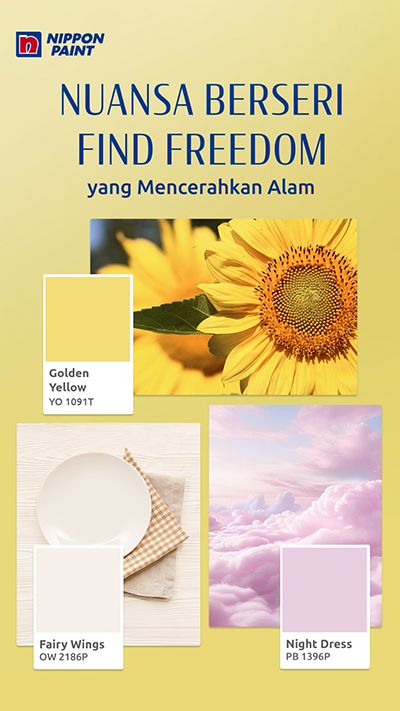 NIPPON
PAINT
NUANSA BERSERI
FIND FREEDOM
yang Mencerahkan Alam
Golden
Yellow
YO 1091T
Fairy Wings
OW 2186P
Night Dress
PB 1396P